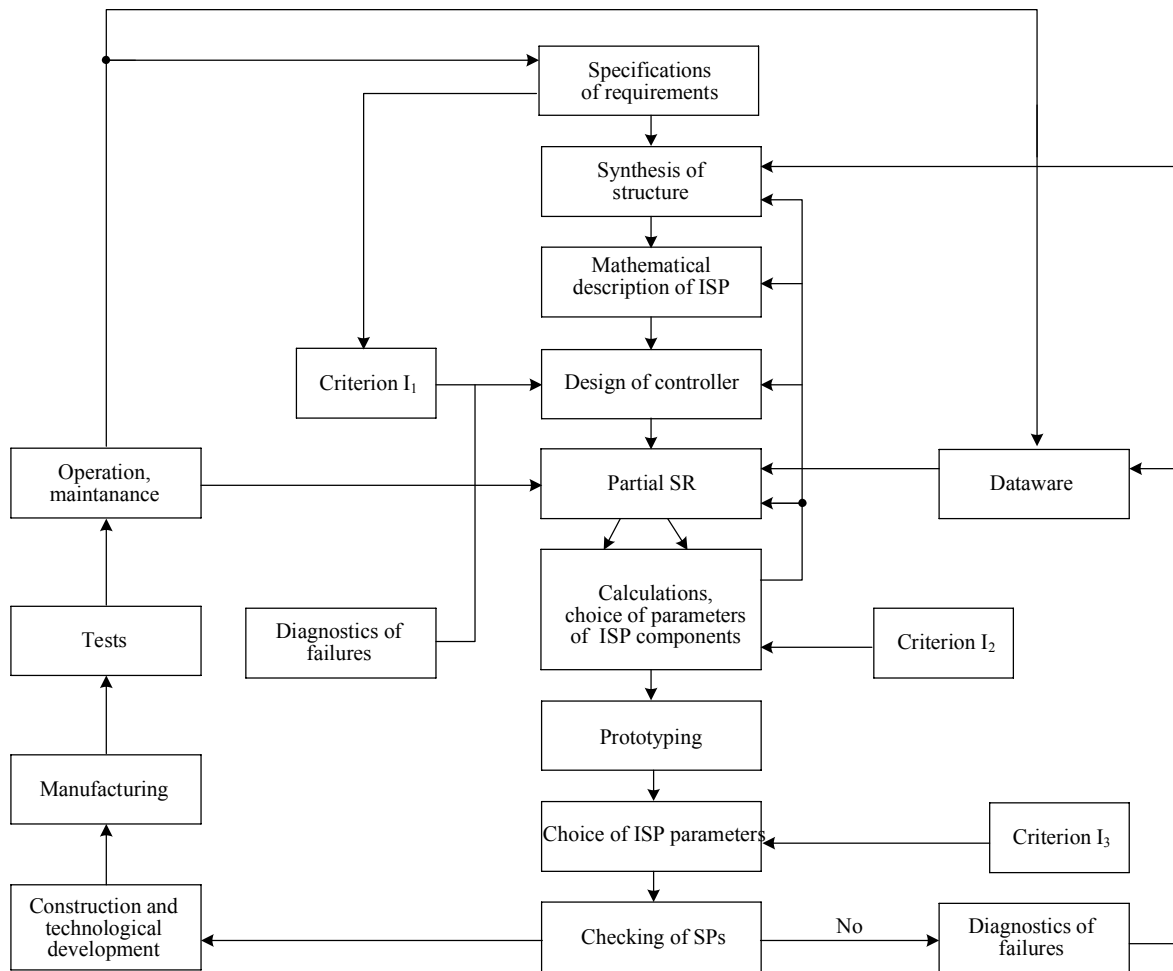 Specifications
of requirements
Synthesis of
structure
Mathematical
description of ISP
Criterion I₁
Design of controller
Operation,
maintanance
Partial SR
Dataware
Calculations,
choice of parameters
of ISP components
Tests
Diagnostics of
failures
Criterion I₂
Prototyping
Manufacturing
Choice of ISP parameters
Criterion I₃
Construction and
technological
development
Checking of SPs
No
Diagnostics of
failures